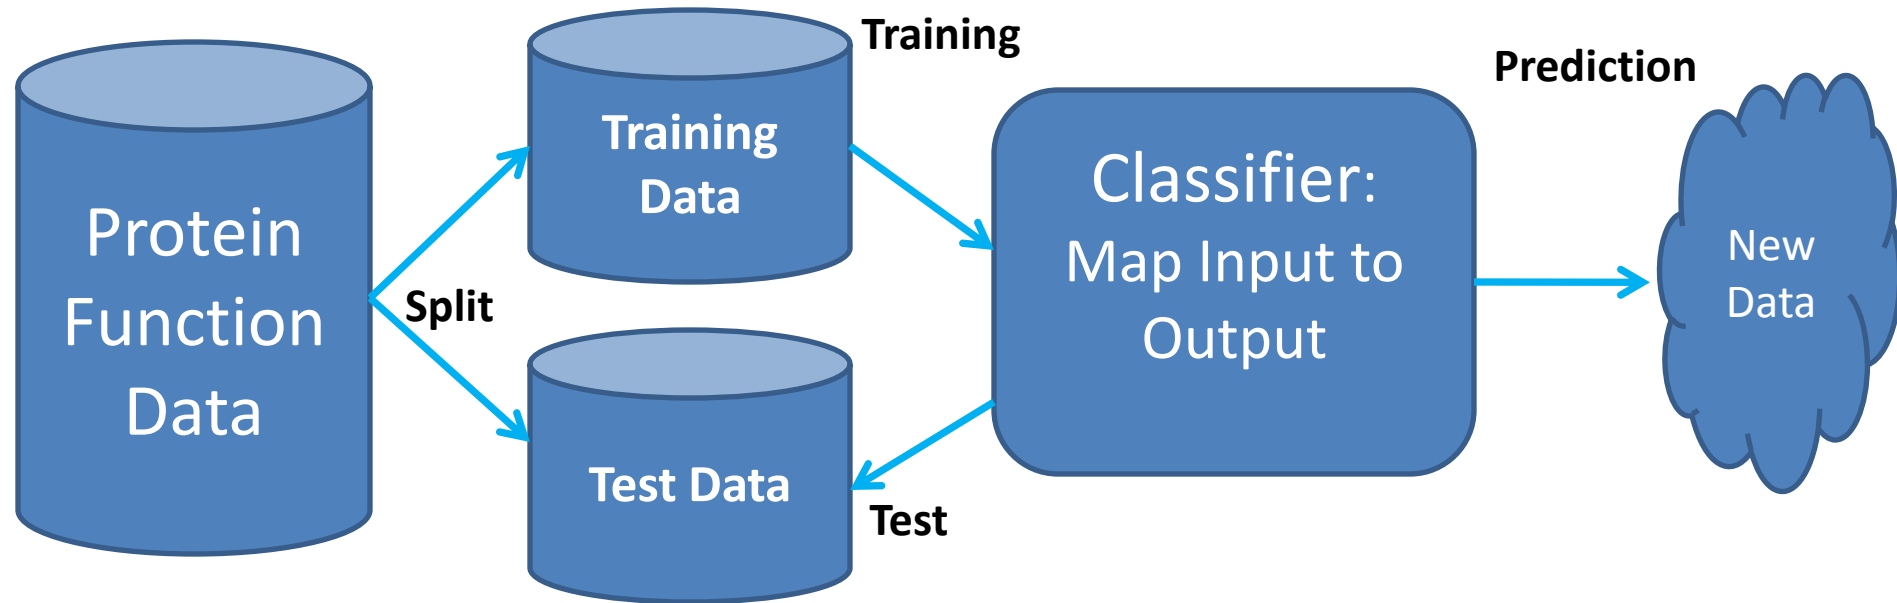 Protein
Function
Data
Split
Training
Data
Training
Test Data
Test
Classifier:
Map Input to
Output
Prediction
New
Data